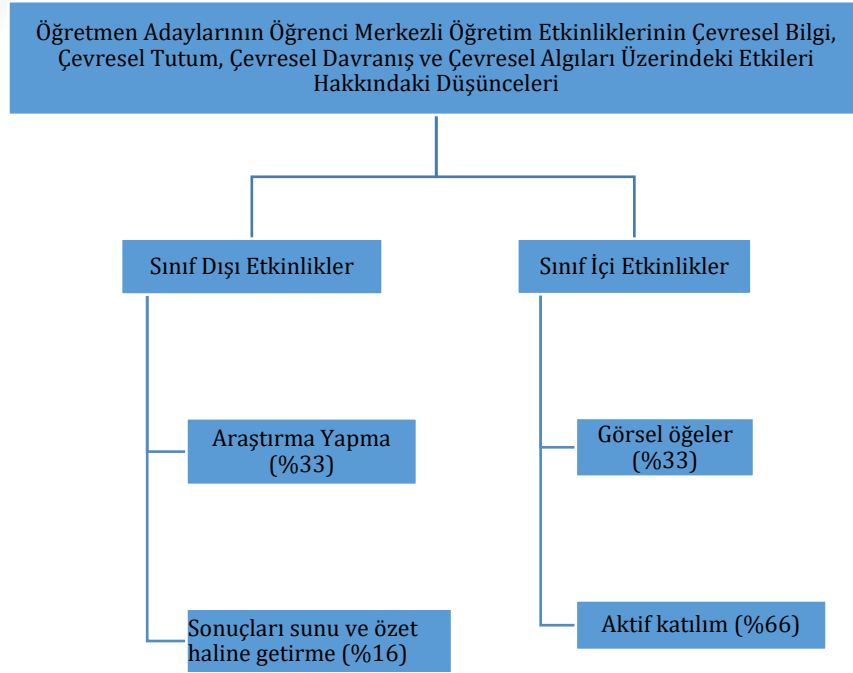 Öğretmen Adaylarının Öğrenci Merkezli Öğretim Etkinliklerinin Çevresel Bilgi,
Çevresel Tutum, Çevresel Davranış ve Çevresel Algıları Üzerindeki Etkileri
Hakkındaki Düşünceleri
Sınıf Dışı Etkinlikler
Sınıf İçi Etkinlikler
Araştırma Yapma
(%33)
Görsel öğeler
(%33)
Sonuçları sunu ve özet
haline getirme (%16)
Aktif katılım (%66)